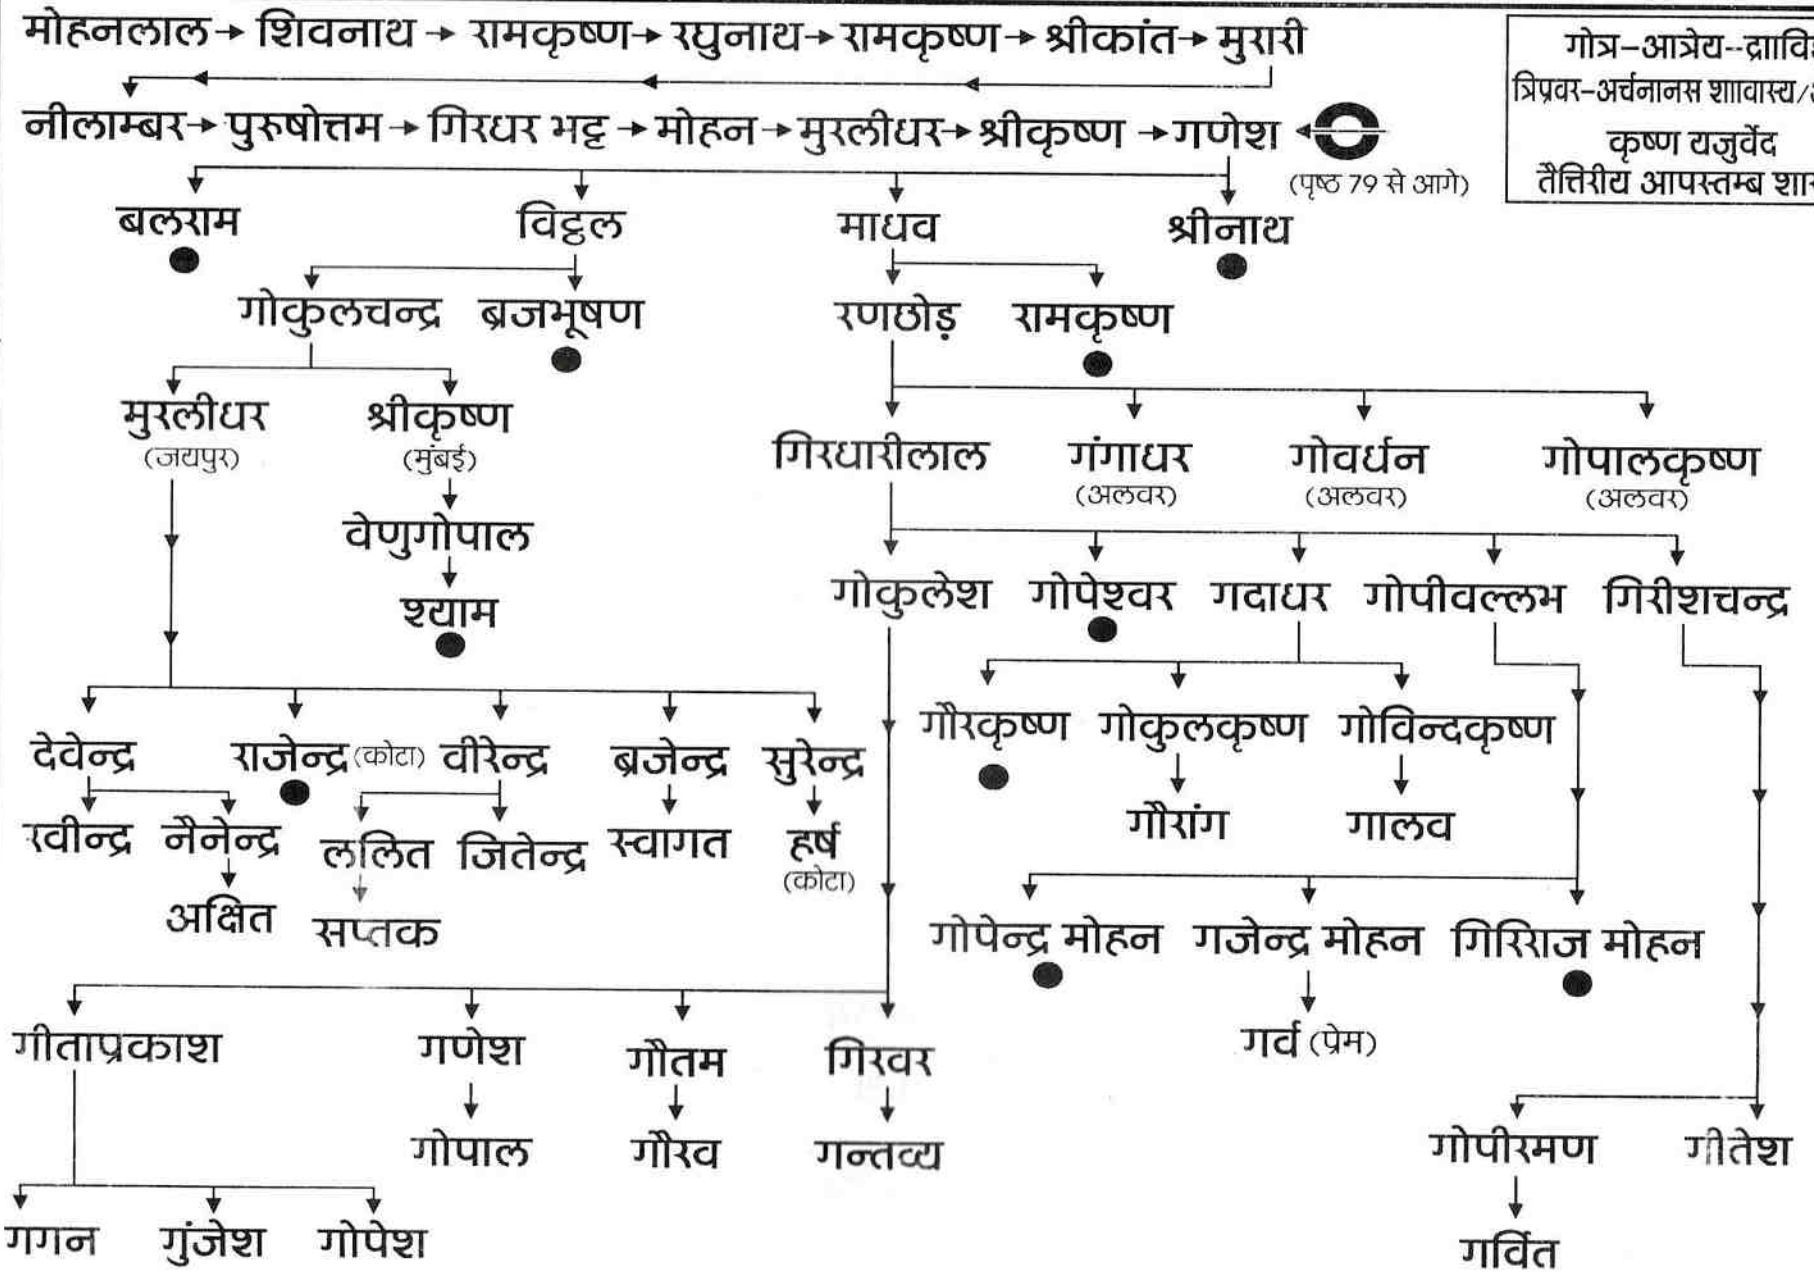 मोहनलाल→ शिवनाथ → रामकृष्ण→ रघुनाथ→ रामकृष्ण→ श्रीकांत→ मुरारी
नीलाम्बर→ पुरुषोत्तम → गिरधर भट्ट → मोहन→ मुरलीधर→ श्रीकृष्ण →गणेश
(पृष्ठ 79 से आगे)
गोत्र-आत्रेय--
त्रिप्रवर-अर्चनानस शाावास्य/
कृष्ण यजुर्वेद
तैत्तिरीय आपस्तम्ब
बलराम विट्ठल माधव श्रीनाथ
गोकुलचन्द्र ब्रजभूषण रणछोड़ रामकृष्ण
मुरलीधर श्रीकृष्ण
(जयपुर) (मुंबई)
गिरधारीलाल गंगाधर गोवर्धन गोपालकृष्ण
(अलवर) (अलवर) (अलवर)
वेणुगोपाल
श्याम
गोकुलेश गोपेश्वर गदाधर गोपीवल्लभ गिरीशचन्द्र
गौरकृष्ण गोकुलकृष्ण गोविन्दकृष्ण
देवेन्द्र राजेन्द्र (कोटा) वीरेन्द्र ब्रजेन्द्र सुरेन्द्र
गौरांग गालव
रवीन्द्र नैनेन्द्र ललित जितेन्द्र स्वागत हर्ष
(कोटा)
अक्षित सप्तक
गोपेन्द्र मोहन गजेन्द्र मोहन गिरिराज मोहन
गर्व (प्रेम)
गीताप्रकाश गणेश गौतम गिरवर
गोपाल गौरव गन्तव्य
गोपीरमण गीतेश
गगन गुंजेश गोपेश
गर्वित